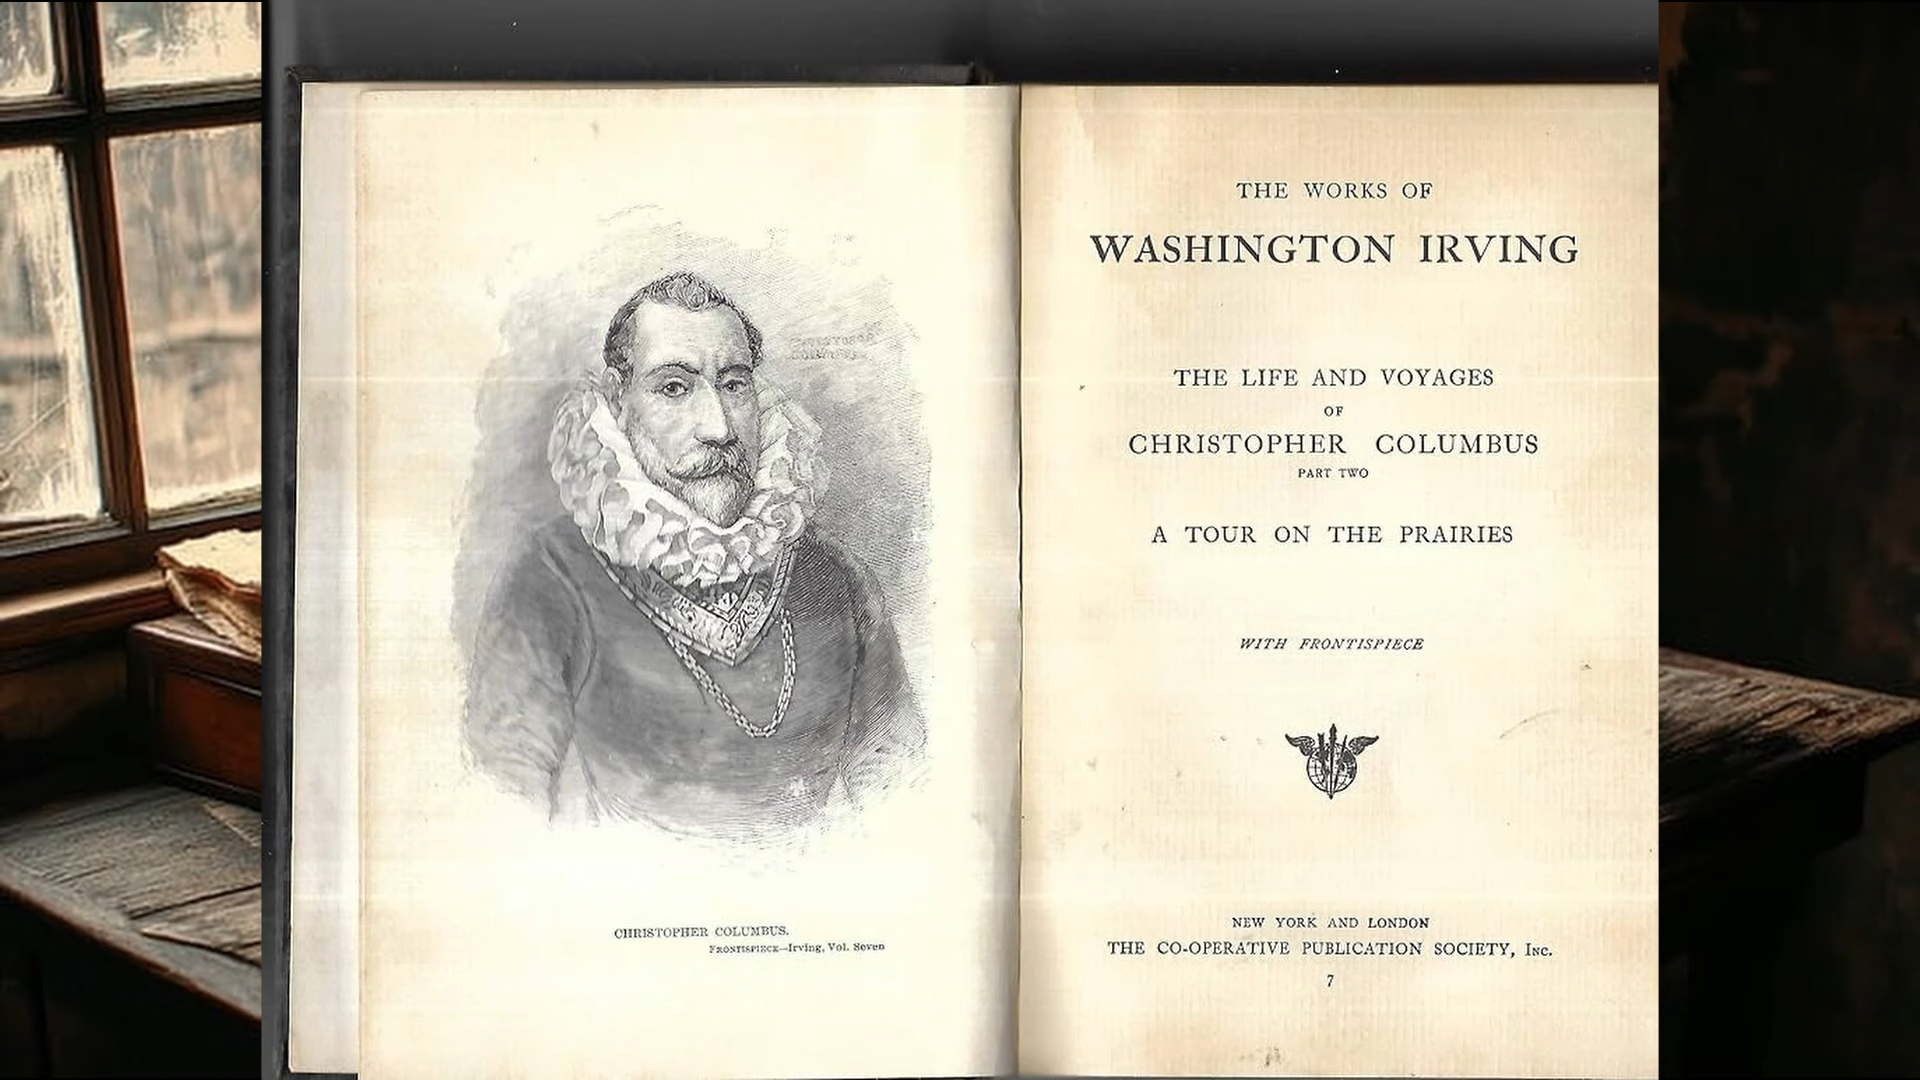 CHRISTOPHER COLUMBUS.
FRONTISPIECE—Irving, Vol. Seven
THE WORKS OF
WASHINGTON IRVING
THE LIFE AND VOYAGES
OF
CHRISTOPHER COLUMBUS
PART TWO
A TOUR ON THE PRAIRIES
WITH FRONTISPIECE
NEW YORK AND LONDON
THE CO-OPERATIVE PUBLICATION SOCIETY, INC.
7